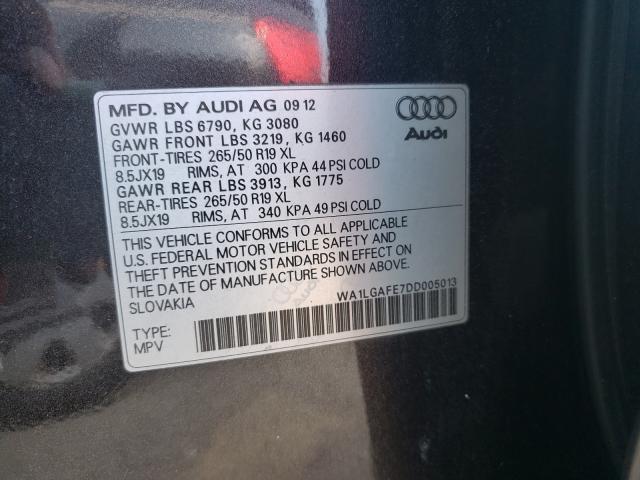 MFD. BY AUDI AG 09 12
GVWR LBS 6790, KG 3080
GAWR FRONT LBS 3219, KG 1460
FRONT-TIRES 265/50 R19 XL
8.5JX19 RIMS, AT 300 KPA 44 PSI COLD
GAWR REAR LBS 3913, KG 1775
REAR-TIRES 265/50 R19 XL
8.5JX19 RIMS, AT 340 KPA 49 PSI COLD
Audi
THIS VEHICLE CONFORMS TO ALL APPLICABLE
U.S. FEDERAL MOTOR VEHICLE SAFETY AND
THEFT PREVENTION STANDARDS IN EFFECT ON
THE DATE OF MANUFACTURE SHOWN ABOVE.
SLOVAKIA
Audi
WA1LGAFE7DD005013
TYPE:
MPV